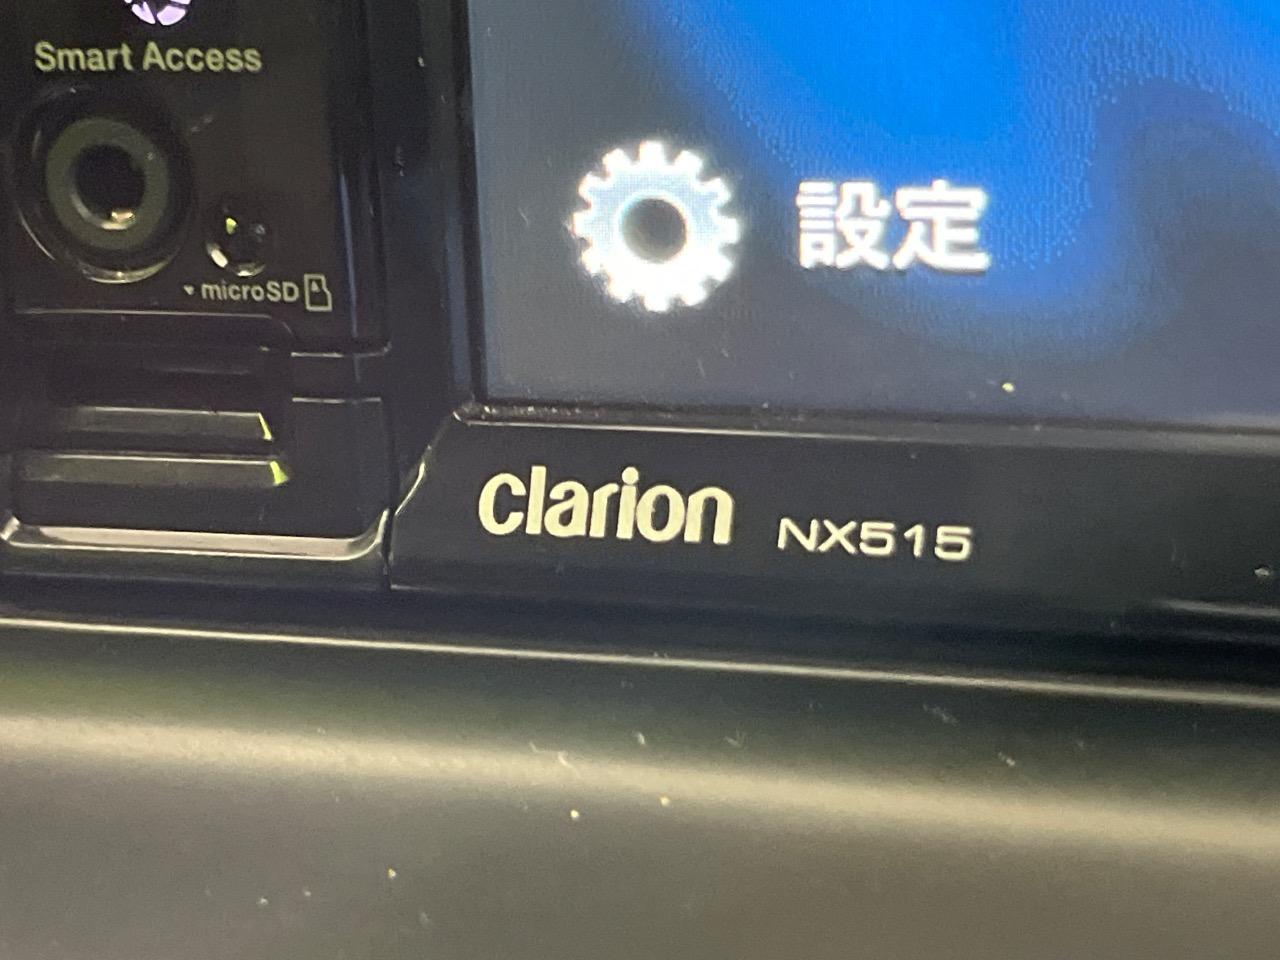 Smart Access
microSD
設定
clarion NX515